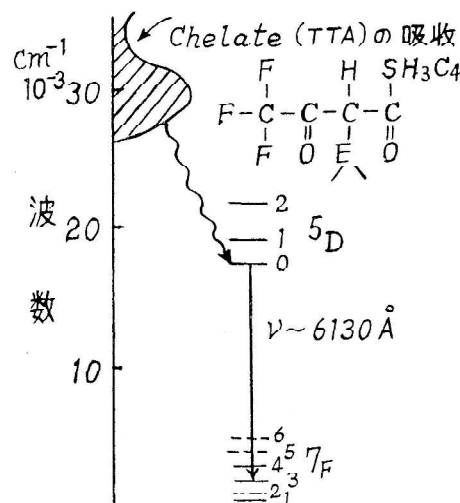 Chelate (TTA) の 吸収
cm⁻¹
10⁻³
30
20
10
波
数
F H SH₃C₄
F-C-C-C-C
F O E O
2
1
0
⁵D
ν~6130Å
6
5
4
3
2
1
7F